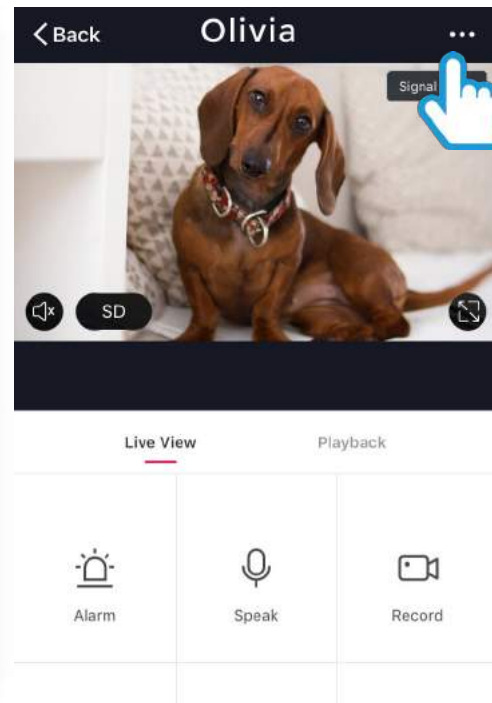 Back Olivia ...
Signal
SD
Live View Playback
Alarm Speak Record